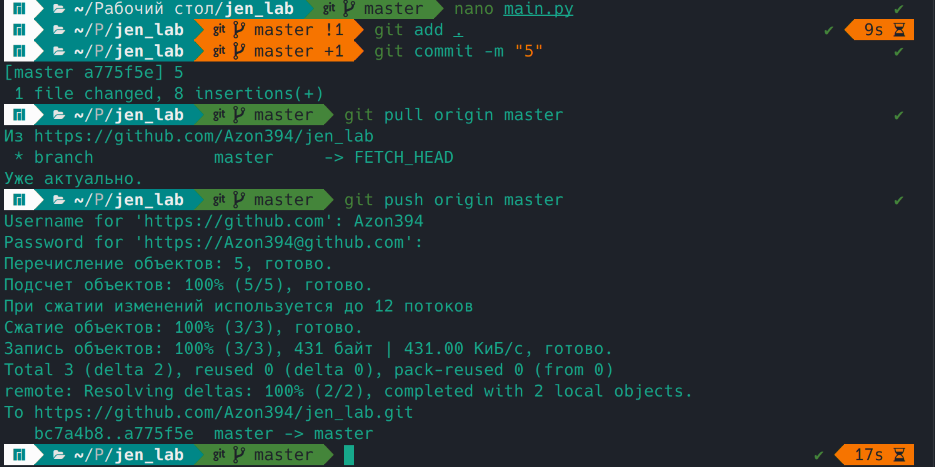 ~/Рабочий стол/jen_lab git master nano main.py ✔
~/P/jen_lab git master !1 git add . ✔ 9s
~/P/jen_lab git master +1 git commit -m "5" ✔
[master a775f5e] 5
 1 file changed, 8 insertions(+)
~/P/jen_lab git master git pull origin master ✔
Из https://github.com/Azon394/jen_lab
 * branch            master     -> FETCH_HEAD
Уже актуально.
~/P/jen_lab git master git push origin master ✔
Username for 'https://github.com': Azon394
Password for 'https://Azon394@github.com':
Перечисление объектов: 5, готово.
Подсчет объектов: 100% (5/5), готово.
При сжатии изменений используется до 12 потоков
Сжатие объектов: 100% (3/3), готово.
Запись объектов: 100% (3/3), 431 байт | 431.00 КиБ/с, готово.
Total 3 (delta 2), reused 0 (delta 0), pack-reused 0 (from 0)
remote: Resolving deltas: 100% (2/2), completed with 2 local objects.
To https://github.com/Azon394/jen_lab.git
   bc7a4b8..a775f5e  master -> master
~/P/jen_lab git master ✔ 17s